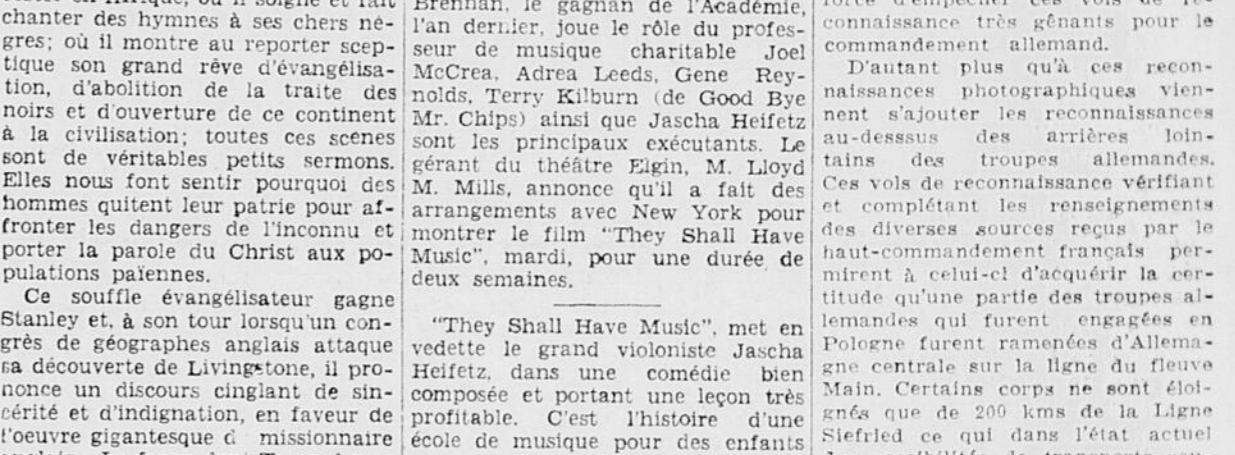 chanter des hymnes à ses chers nè-
gres; où il montre au reporter scep-
tique son grand rêve d'évangélisa-
tion, d'abolition de la traite des
noirs et d'ouverture de ce continent
à la civilisation; toutes ces scènes
sont de véritables petits sermons.
Elles nous font sentir pourquoi des
hommes quitent leur patrie pour af-
fronter les dangers de l'inconnu et
porter la parole du Christ aux po-
pulations païennes.
Ce souffle évangélisateur gagne
Stanley et, à son tour lorsqu'un con-
grès de géographes anglais attaque
sa découverte de Livingstone, il pro-
nonce un discours cinglant de sin-
cérité et d'indignation, en faveur de
l'oeuvre gigantesque d missionnaire
Brennan, le gagnan de l'Académie,
l'an dernier, joue le rôle du profes-
seur de musique charitable Joel
McCrea, Adrea Leeds, Gene Rey-
nolds, Terry Kilburn (de Good Bye
Mr. Chips) ainsi que Jascha Heifetz
sont les principaux exécutants. Le
gérant du théâtre Elgin, M. Lloyd
M. Mills, annonce qu'il a fait des
arrangements avec New York pour
montrer le film "They Shall Have
Music", mardi, pour une durée de
deux semaines.
"They Shall Have Music", met en
vedette le grand violoniste Jascha
Heifetz, dans une comédie bien
composée et portant une leçon très
profitable. C'est l'histoire d'une
école de musique pour des enfants
connaissance très gênants pour le
commandement allemand.
D'autant plus qu'à ces recon-
naissances photographiques vien-
nent s'ajouter les reconnaissances
au-desssus des arrières loin-
tains des troupes allemandes.
Ces vols de reconnaissance vérifiant
et complétant les renseignements
des diverses sources reçus par le
haut-commandement français per-
mirent à celui-ci d'acquérir la cer-
titude qu'une partie des troupes al-
lemandes qui furent engagées en
Pologne furent ramenées d'Allema-
gne centrale sur la ligne du fleuve
Main. Certains corps ne sont éloi-
gnés que de 200 kms de la Ligne
Siefried ce qui dans l'état actuel